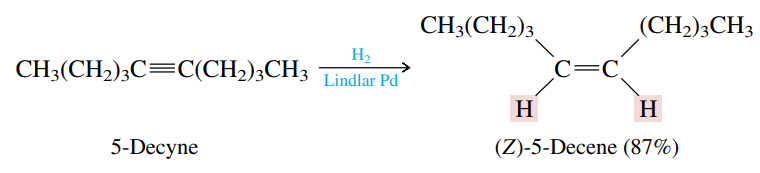 CH3(CH2)3 (CH2)3CH3
CH3(CH2)3C≡C(CH2)3CH3 H2 C=C
Lindlar Pd
H H
5-Decyne (Z)-5-Decene (87%)